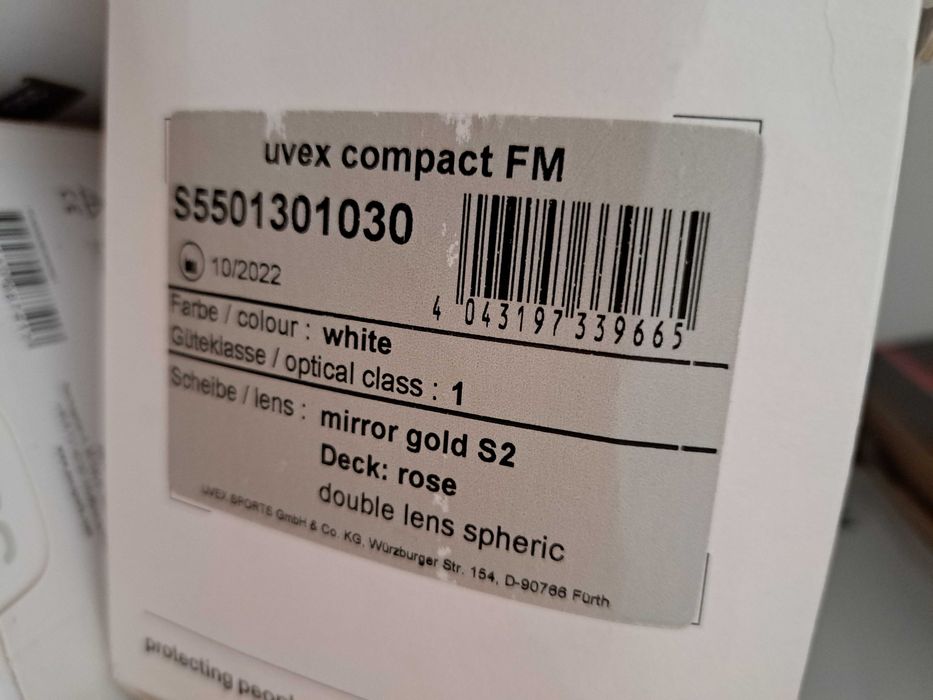 uvex compact FM
S5501301030
10/2022
4 043197 339665
Farbe / colour : white
Güteklasse / optical class : 1
Scheibe / lens : mirror gold S2
Deck: rose
double lens spheric
UVEX SPORTS GmbH & Co. KG, Würzburger Str. 154, D-90766 Fürth
protecting people